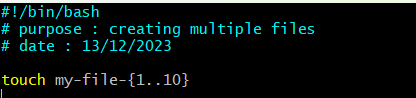 #!/bin/bash
# purpose : creating multiple files
# date : 13/12/2023
touch my-file-{1..10}